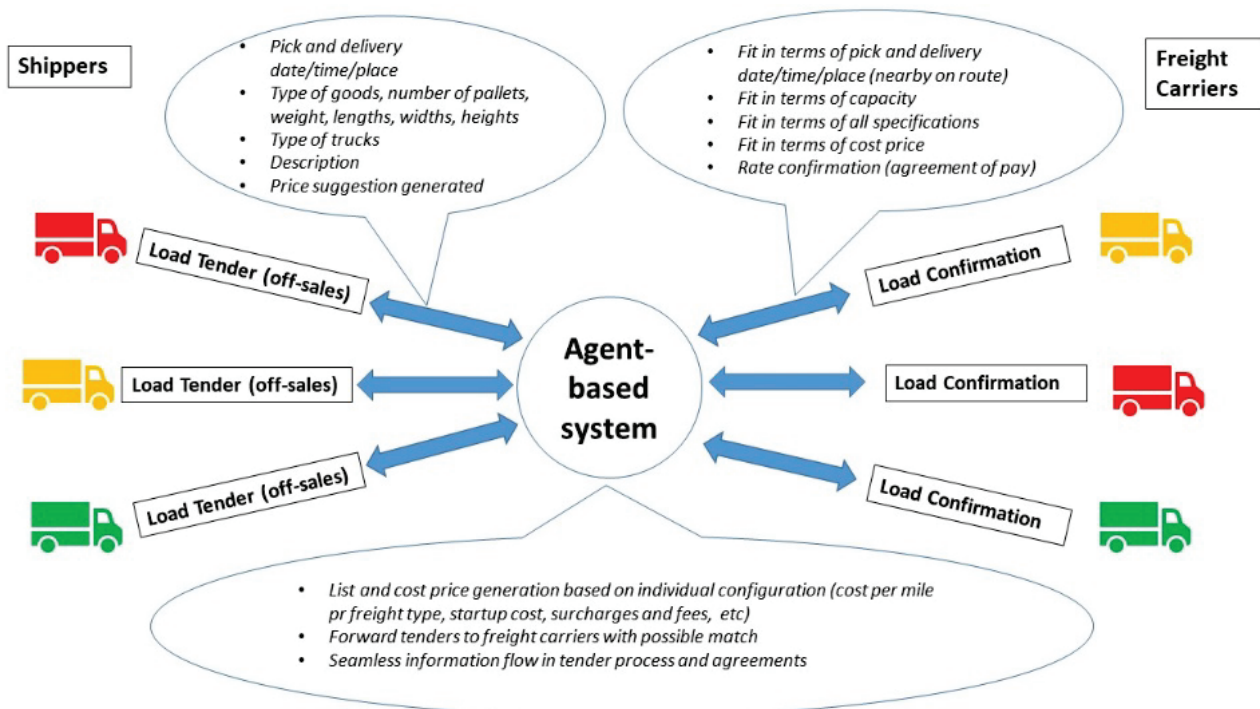 Shippers
• Pick and delivery
date/time/place
• Type of goods, number of pallets,
weight, lengths, widths, heights
• Type of trucks
• Description
• Price suggestion generated
• Fit in terms of pick and delivery
date/time/place (nearby on route)
• Fit in terms of capacity
• Fit in terms of all specifications
• Fit in terms of cost price
• Rate confirmation (agreement of pay)
Freight
Carriers
Load Tender (off-sales)
Load Tender (off-sales)
Load Tender (off-sales)
Agent-
based
system
Load Confirmation
Load Confirmation
Load Confirmation
• List and cost price generation based on individual configuration (cost per mile
pr freight type, startup cost, surcharges and fees, etc)
• Forward tenders to freight carriers with possible match
• Seamless information flow in tender process and agreements